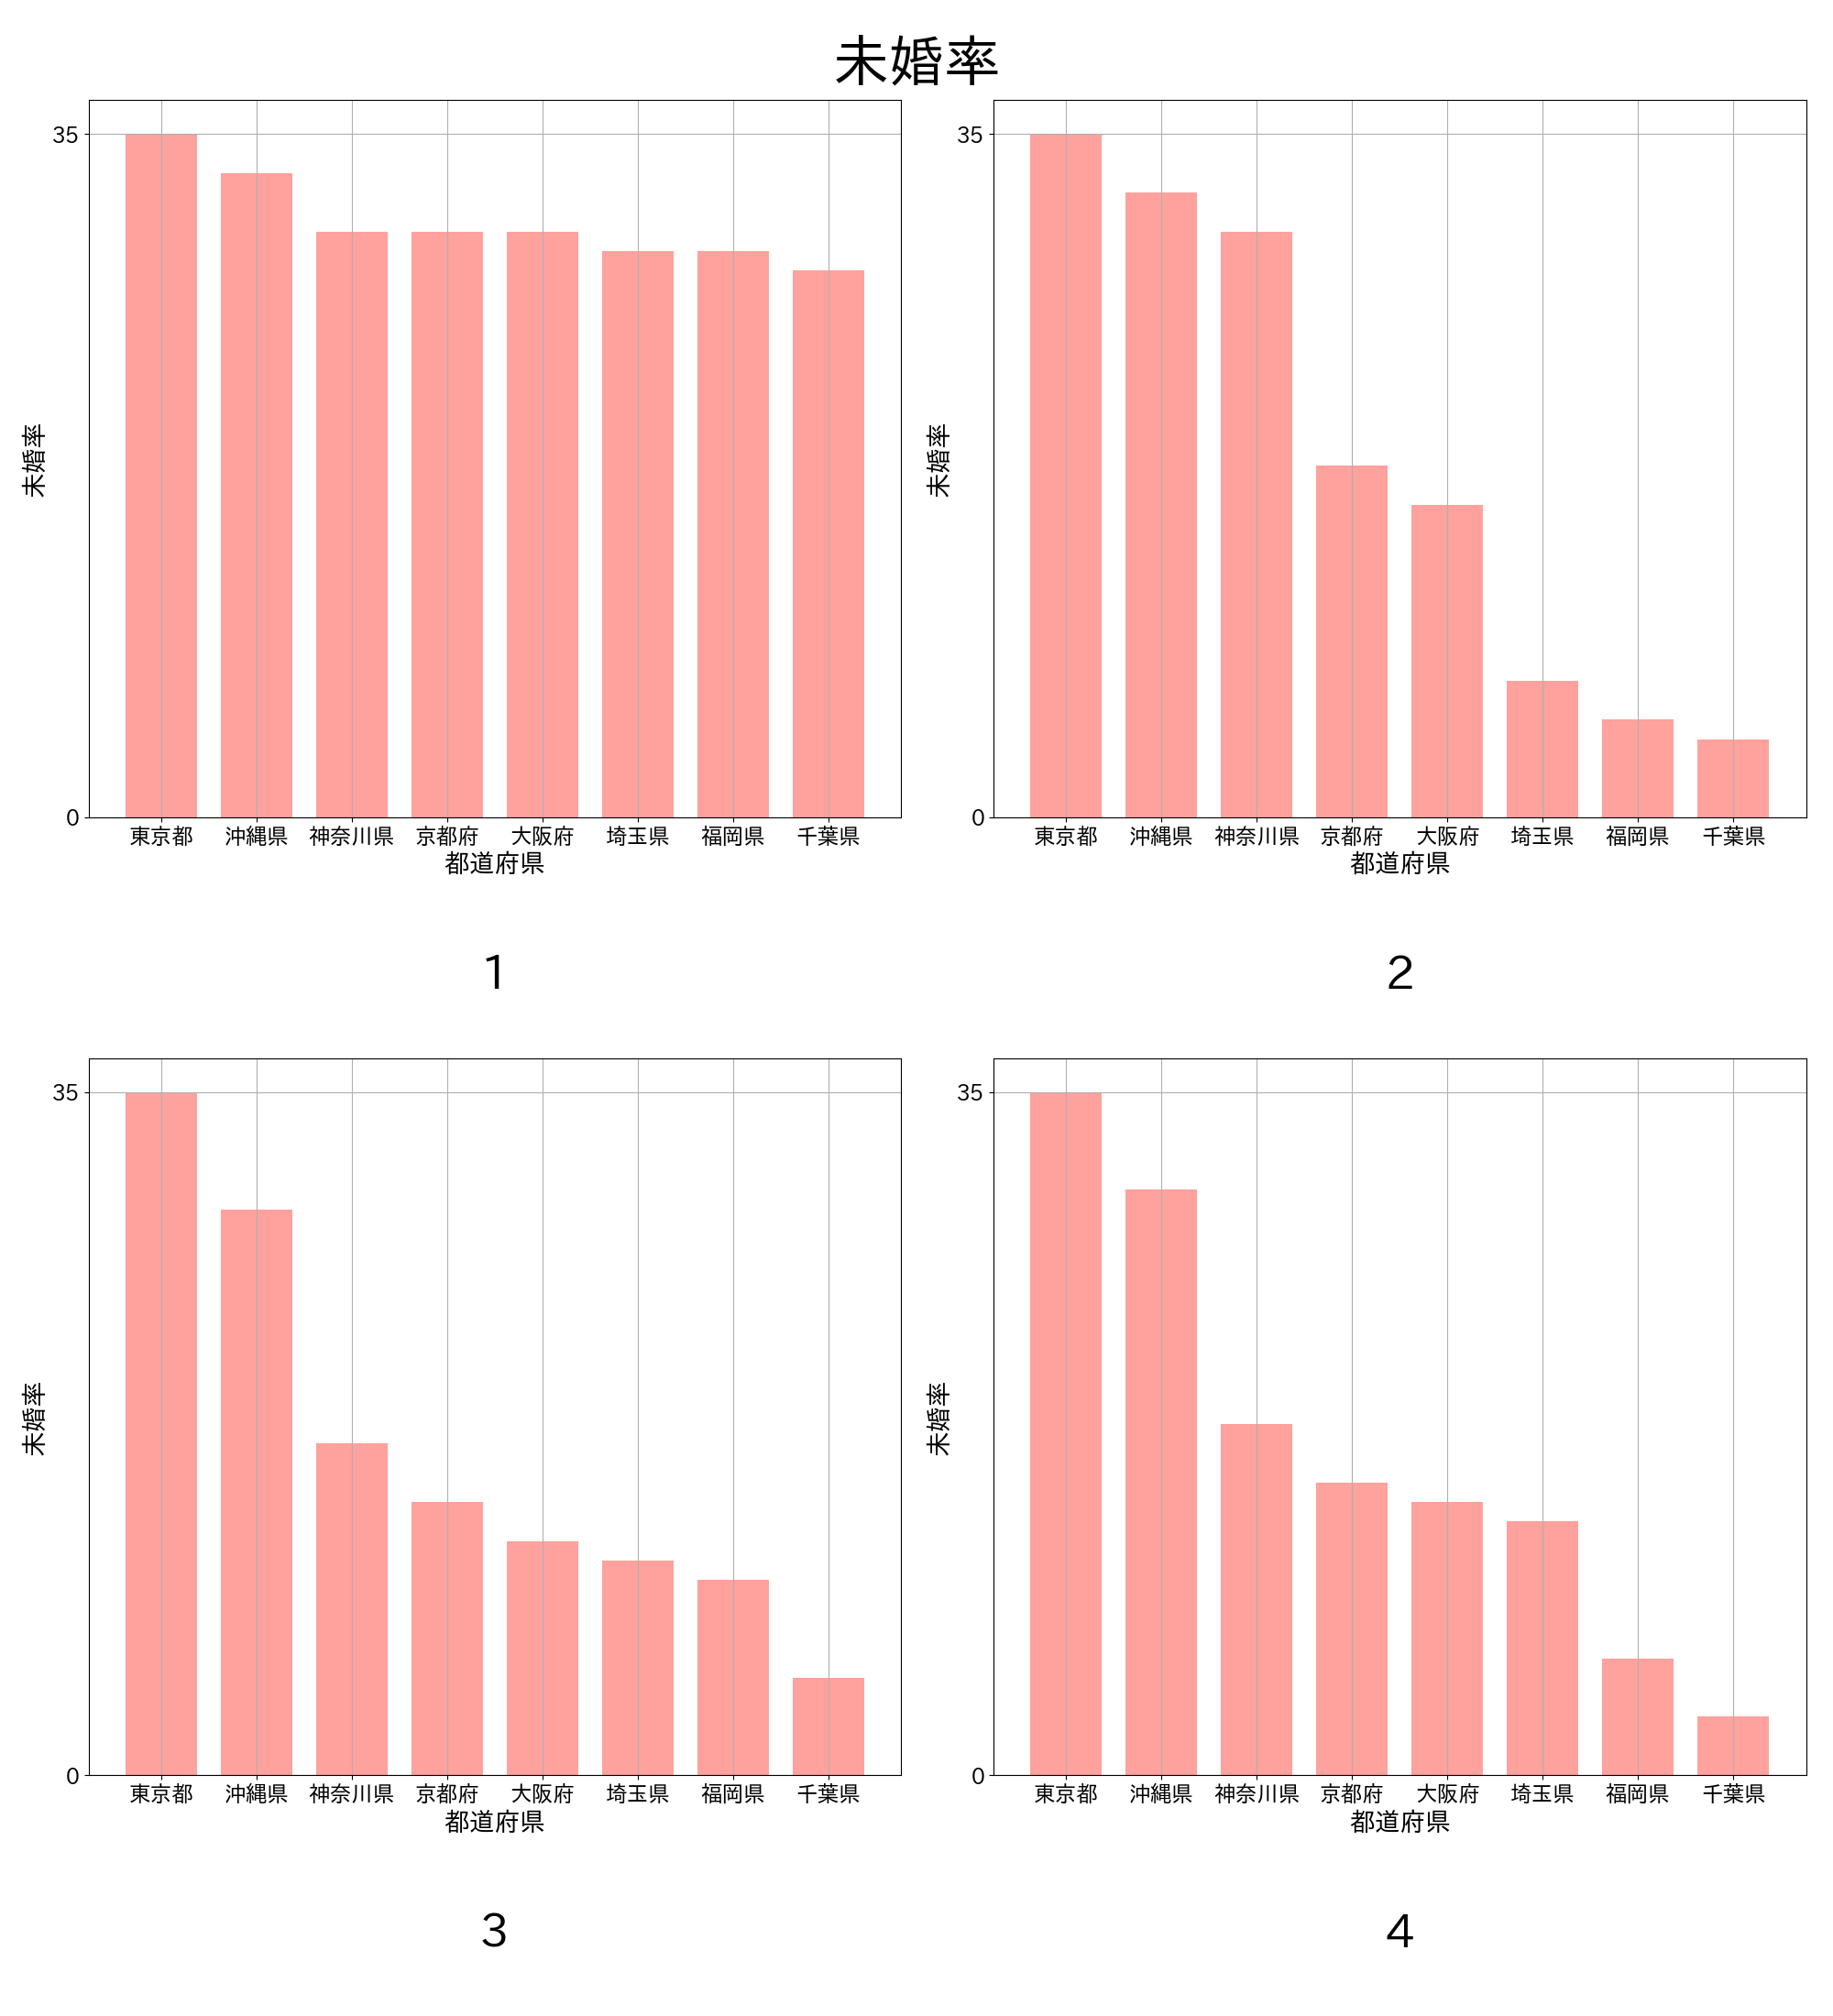 未婚率
35
未婚率
0
東京都 沖縄県 神奈川県 京都府 大阪府 埼玉県 福岡県 千葉県
都道府県
1
35
未婚率
0
東京都 沖縄県 神奈川県 京都府 大阪府 埼玉県 福岡県 千葉県
都道府県
2
35
未婚率
0
東京都 沖縄県 神奈川県 京都府 大阪府 埼玉県 福岡県 千葉県
都道府県
3
35
未婚率
0
東京都 沖縄県 神奈川県 京都府 大阪府 埼玉県 福岡県 千葉県
都道府県
4